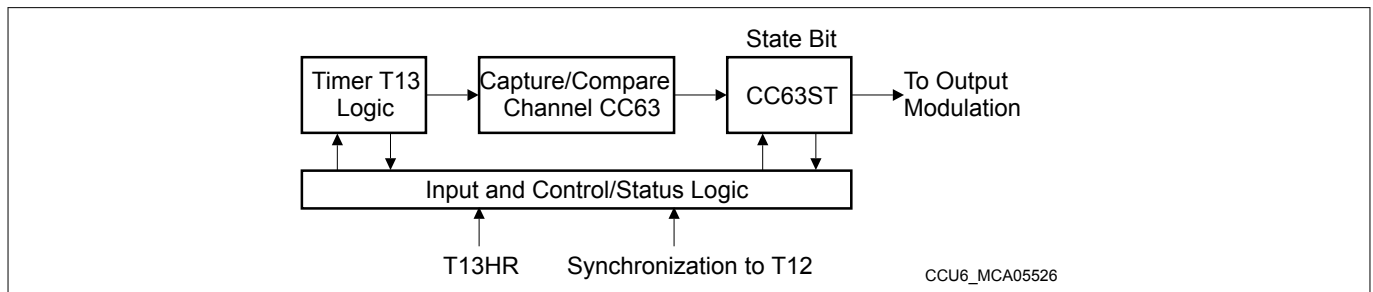 State Bit
Timer T13
Logic
Capture/Compare
Channel CC63
CC63ST
To Output
Modulation
Input and Control/Status Logic
T13HR
Synchronization to T12
CCU6_MCA05526